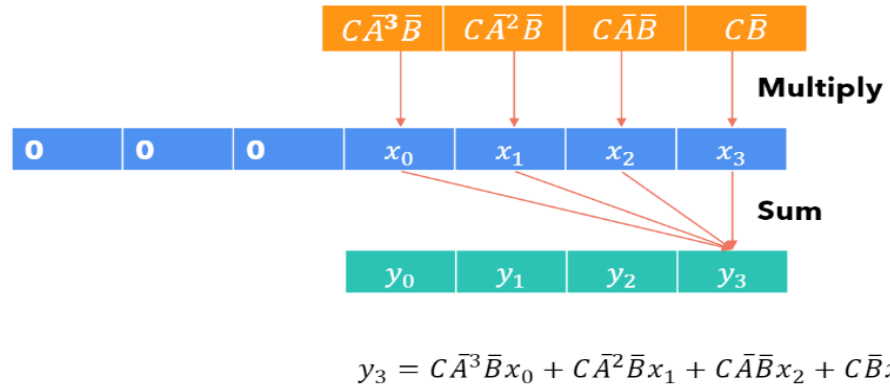 CĀ³B̄ CĀ²B̄ CĀB̄ CB̄
Multiply
0 0 0 x₀ x₁ x₂ x₃
Sum
y₀ y₁ y₂ y₃
y₃ = CĀ³B̄x₀ + CĀ²B̄x₁ + CĀB̄x₂ + CB̄x